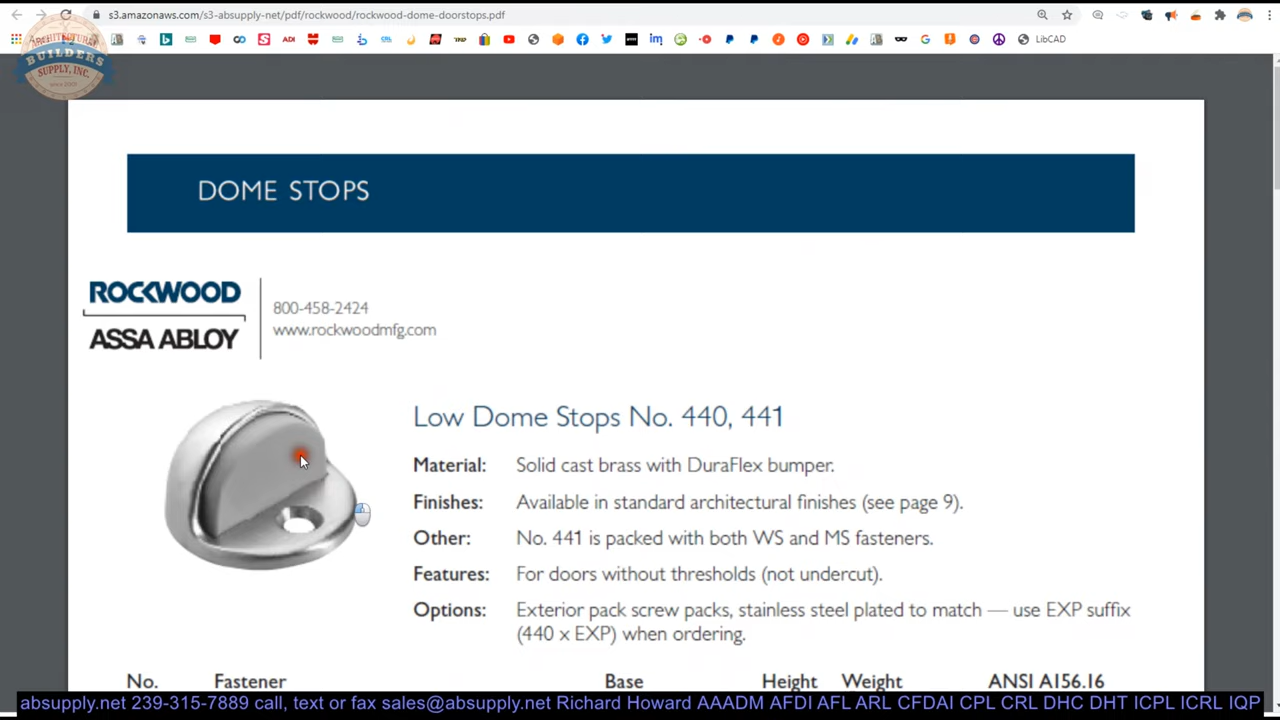 s3.amazonaws.com/s3-absupply-net/pdf/rockwood/rockwood-dome-doorstops.pdf
LibCAD
ARCHITECTURAL
BUILDERS
SUPPLY, INC.
since 2005
DOME STOPS
ROCKWOOD
ASSA ABLOY
800-458-2424
www.rockwoodmfg.com
Low Dome Stops No. 440, 441
Material: Solid cast brass with DuraFlex bumper.
Finishes: Available in standard architectural finishes (see page 9).
Other: No. 441 is packed with both WS and MS fasteners.
Features: For doors without thresholds (not undercut).
Options: Exterior pack screw packs, stainless steel plated to match — use EXP suffix
(440 x EXP) when ordering.
No. Fastener Base Height Weight ANSI A156.16
absupply.net 239-315-7889 call, text or fax sales@absupply.net Richard Howard AAADM AFDI AFL ARL CFDAI CPL CRL DHC DHT ICPL ICRL IQP